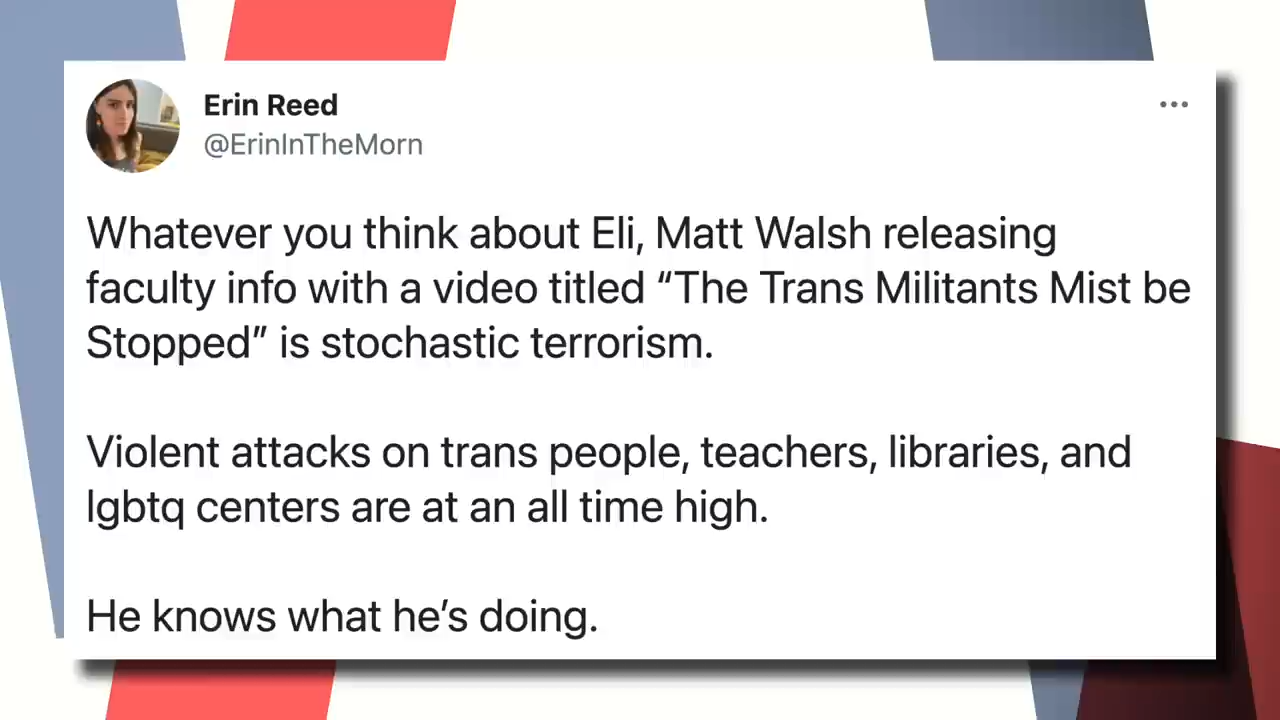 Erin Reed
@ErinInTheMorn
Whatever you think about Eli, Matt Walsh releasing
faculty info with a video titled “The Trans Militants Mist be
Stopped” is stochastic terrorism.
Violent attacks on trans people, teachers, libraries, and
lgbtq centers are at an all time high.
He knows what he’s doing.